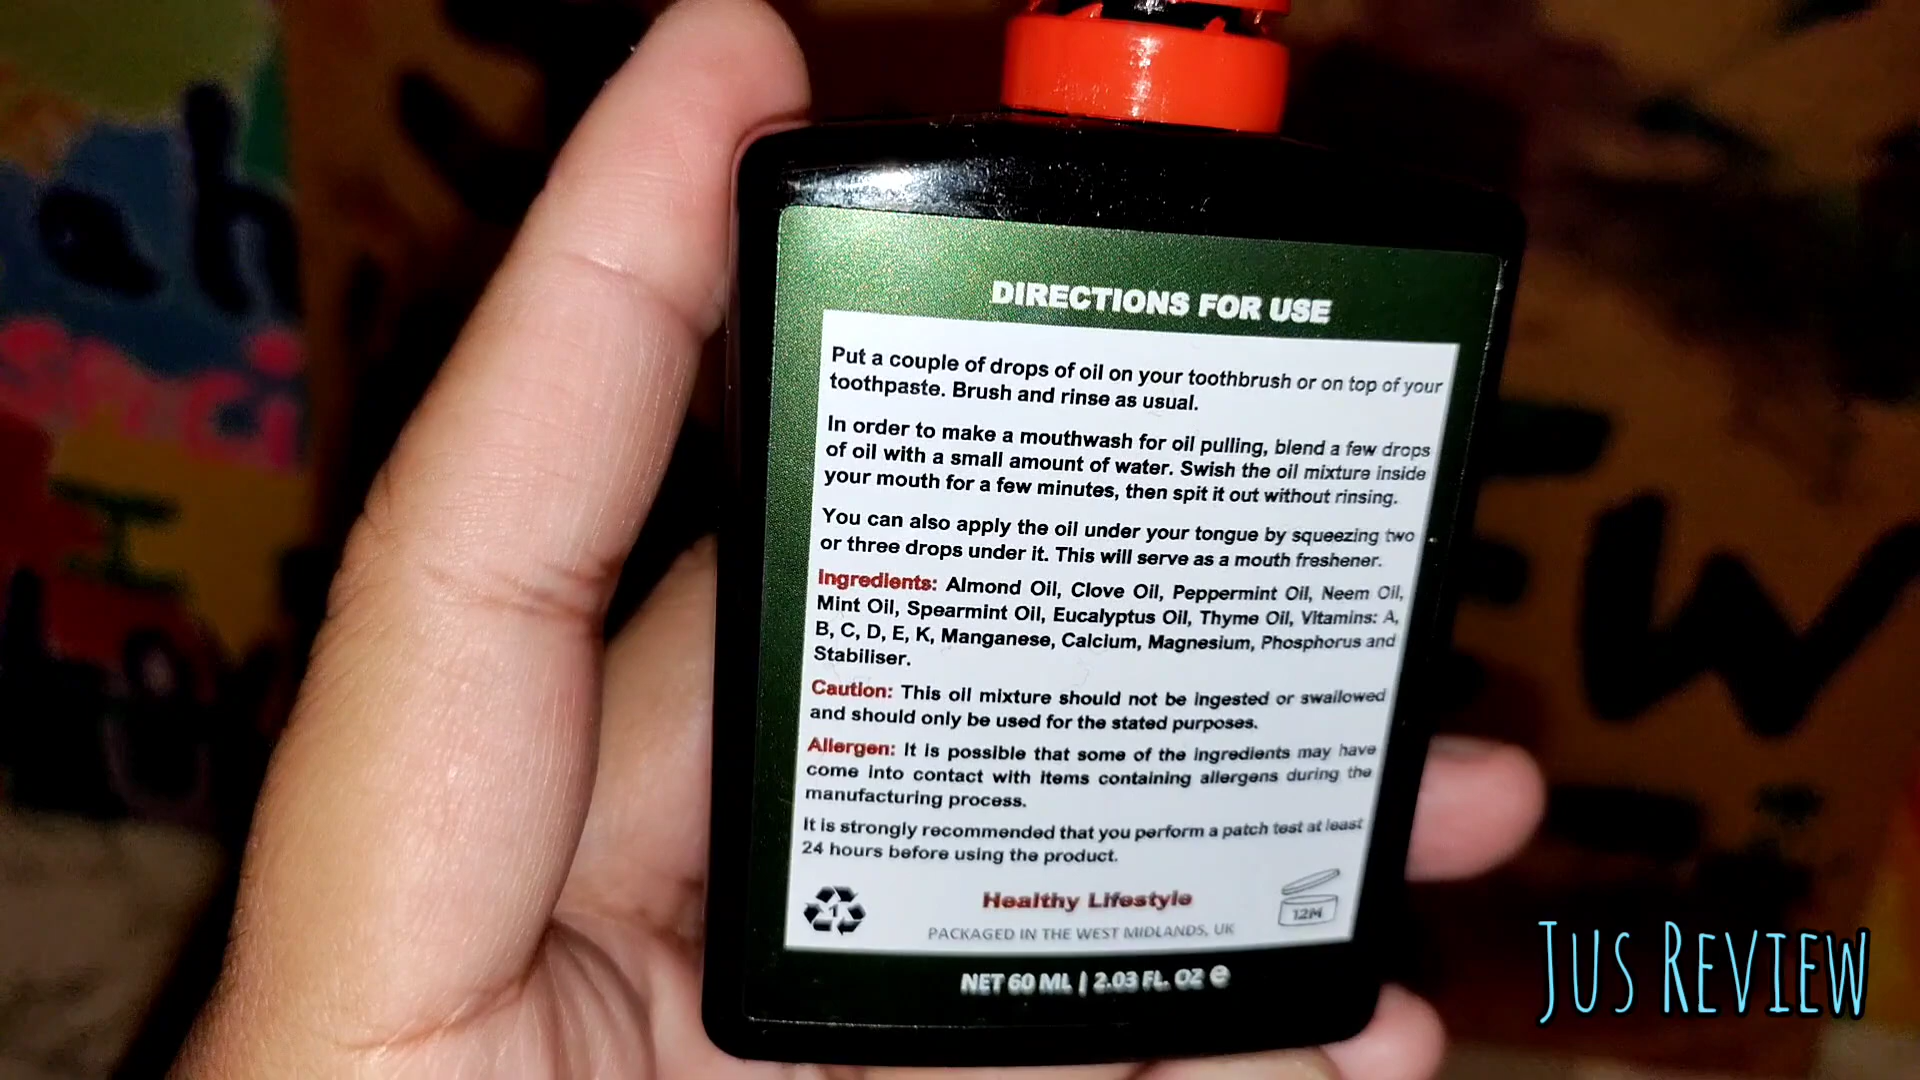 DIRECTIONS FOR USE
Put a couple of drops of oil on your toothbrush or on top of your
toothpaste. Brush and rinse as usual.
In order to make a mouthwash for oil pulling, blend a few drops
of oil with a small amount of water. Swish the oil mixture inside
your mouth for a few minutes, then spit it out without rinsing.
You can also apply the oil under your tongue by squeezing two
or three drops under it. This will serve as a mouth freshener.
Ingredients: Almond Oil, Clove Oil, Peppermint Oil, Neem Oil,
Mint Oil, Spearmint Oil, Eucalyptus Oil, Thyme Oil, Vitamins: A,
B, C, D, E, K, Manganese, Calcium, Magnesium, Phosphorus and
Stabiliser.
Caution: This oil mixture should not be ingested or swallowed
and should only be used for the stated purposes.
Allergen: It is possible that some of the ingredients may have
come into contact with items containing allergens during the
manufacturing process.
It is strongly recommended that you perform a patch test at least
24 hours before using the product.
1
Healthy Lifestyle
12M
PACKAGED IN THE WEST MIDLANDS, UK
NET 60 ML | 2.03 FL. OZ e
JUS REVIEW